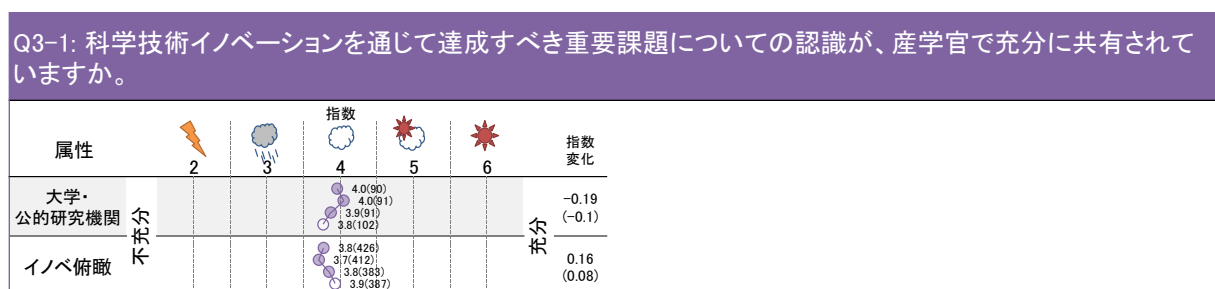 Q3-1: 科学技術イノベーションを通じて達成すべき重要課題についての認識が、産学官で充分に共有されて
いますか。
属性
指数
2 3 4 5 6
指数
変化
大学・
公的研究機関
不充分
4.0(90)
4.0(91)
3.9(91)
3.8(102)
充分
-0.19
(-0.1)
イノベ俯瞰
3.8(426)
3.7(412)
3.8(383)
3.9(387)
0.16
(0.08)